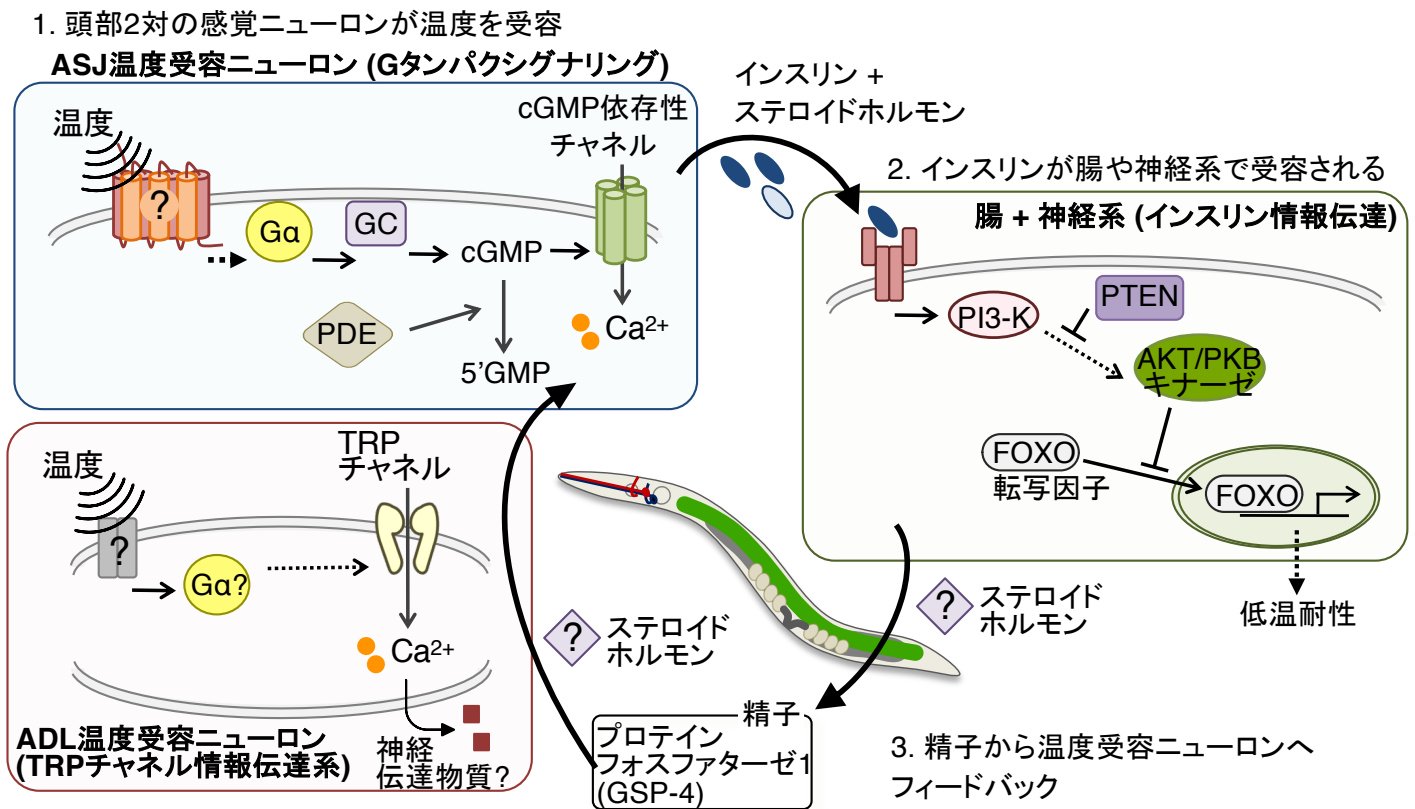 1. 頭部2対の感覚ニューロンが温度を受容
ASJ温度受容ニューロン (Gタンパクシグナリング)
温度
?
Gα
GC
cGMP
cGMP依存性
チャネル
PDE
5’GMP
Ca²⁺
インスリン +
ステロイドホルモン
2. インスリンが腸や神経系で受容される
腸 + 神経系 (インスリン情報伝達)
PI3-K
PTEN
AKT/PKB
キナーゼ
FOXO
転写因子
FOXO
低温耐性
温度
?
Gα?
TRP
チャネル
Ca²⁺
神経
伝達物質?
ADL温度受容ニューロン
(TRPチャネル情報伝達系)
?
ステロイド
ホルモン
?
ステロイド
ホルモン
精子
プロテイン
フォスファターゼ1
(GSP-4)
3. 精子から温度受容ニューロンへ
フィードバック